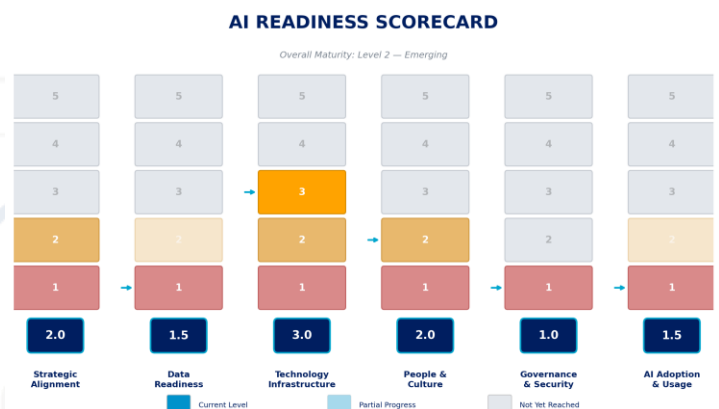 AI READINESS SCORECARD
Overall Maturity: Level 2 — Emerging
5 5 5 5 5 5
4 4 4 4 4 4
3 3 3 3 3 3
2 2 2 2 2 2
1 1 1 1 1 1
2.0 1.5 3.0 2.0 1.0 1.5
Strategic Data Technology People & Governance AI Adoption
Alignment Readiness Infrastructure Culture & Security & Usage
Current Level Partial Progress Not Yet Reached